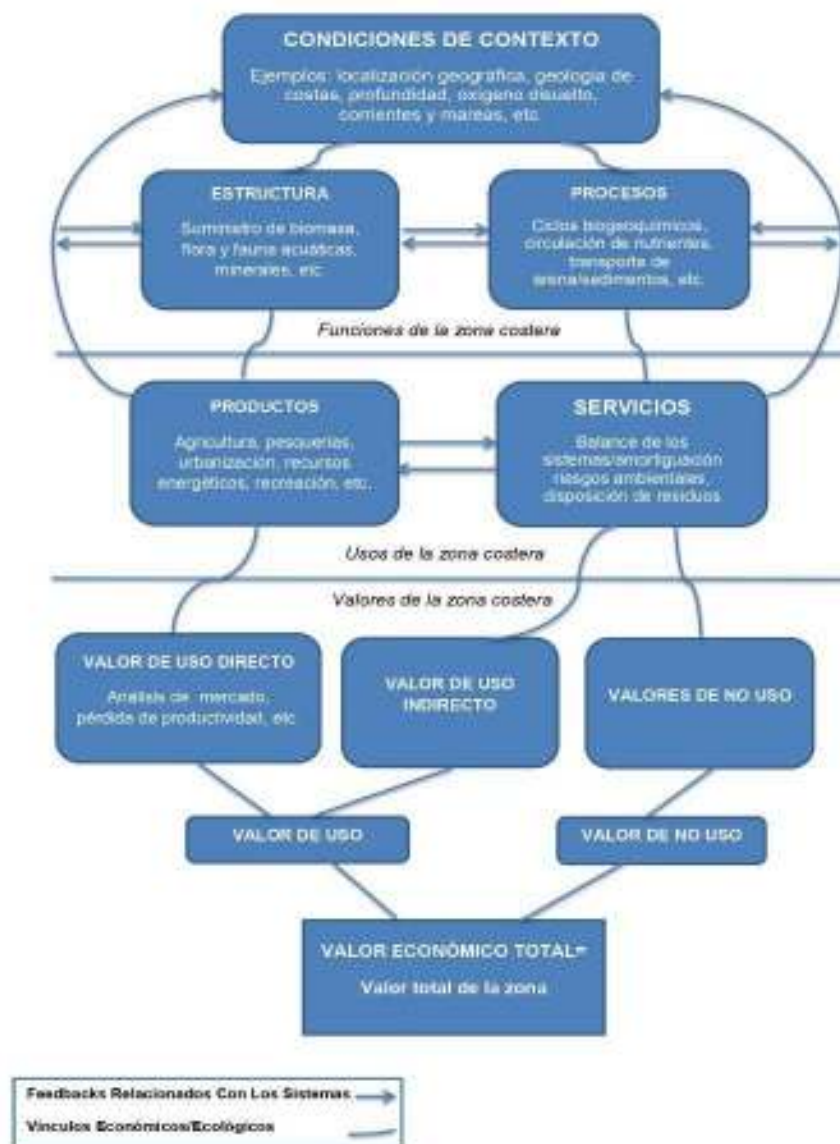 CONDICIONES DE CONTEXTO
Ejemplos: localización geográfica, geología de
costas, profundidad, oxígeno disuelto,
corrientes y mareas, etc
ESTRUCTURA
Suministro de biomasa,
flora y fauna acuáticas,
minerales, etc
PROCESOS
Ciclos biogeoquímicos,
circulación de nutrientes,
transporte de
arena/sedimentos, etc.
Funciones de la zona costera
PRODUCTOS
Agricultura, pesquerías,
urbanización, recursos
energéticos, recreación, etc.
SERVICIOS
Balance de los
sistemas/amortiguación
riesgos ambientales,
disposición de residuos
Usos de la zona costera
Valores de la zona costera
VALOR DE USO DIRECTO
Análisis de mercado,
pérdida de productividad, etc
VALOR DE USO
INDIRECTO
VALORES DE NO USO
VALOR DE USO
VALOR DE NO USO
VALOR ECONÓMICO TOTAL=
Valor total de la zona
Feedbacks Relacionados Con Los Sistemas
Vínculos Económicos/Ecológicos